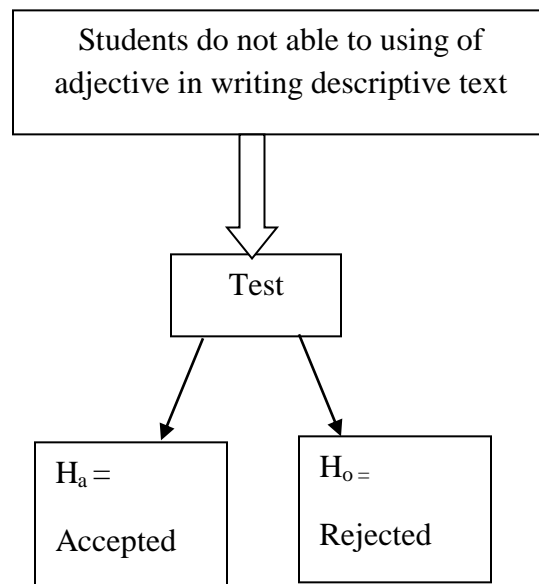 Students do not able to using of
adjective in writing descriptive text
Test
Ha =
Accepted
Ho =
Rejected